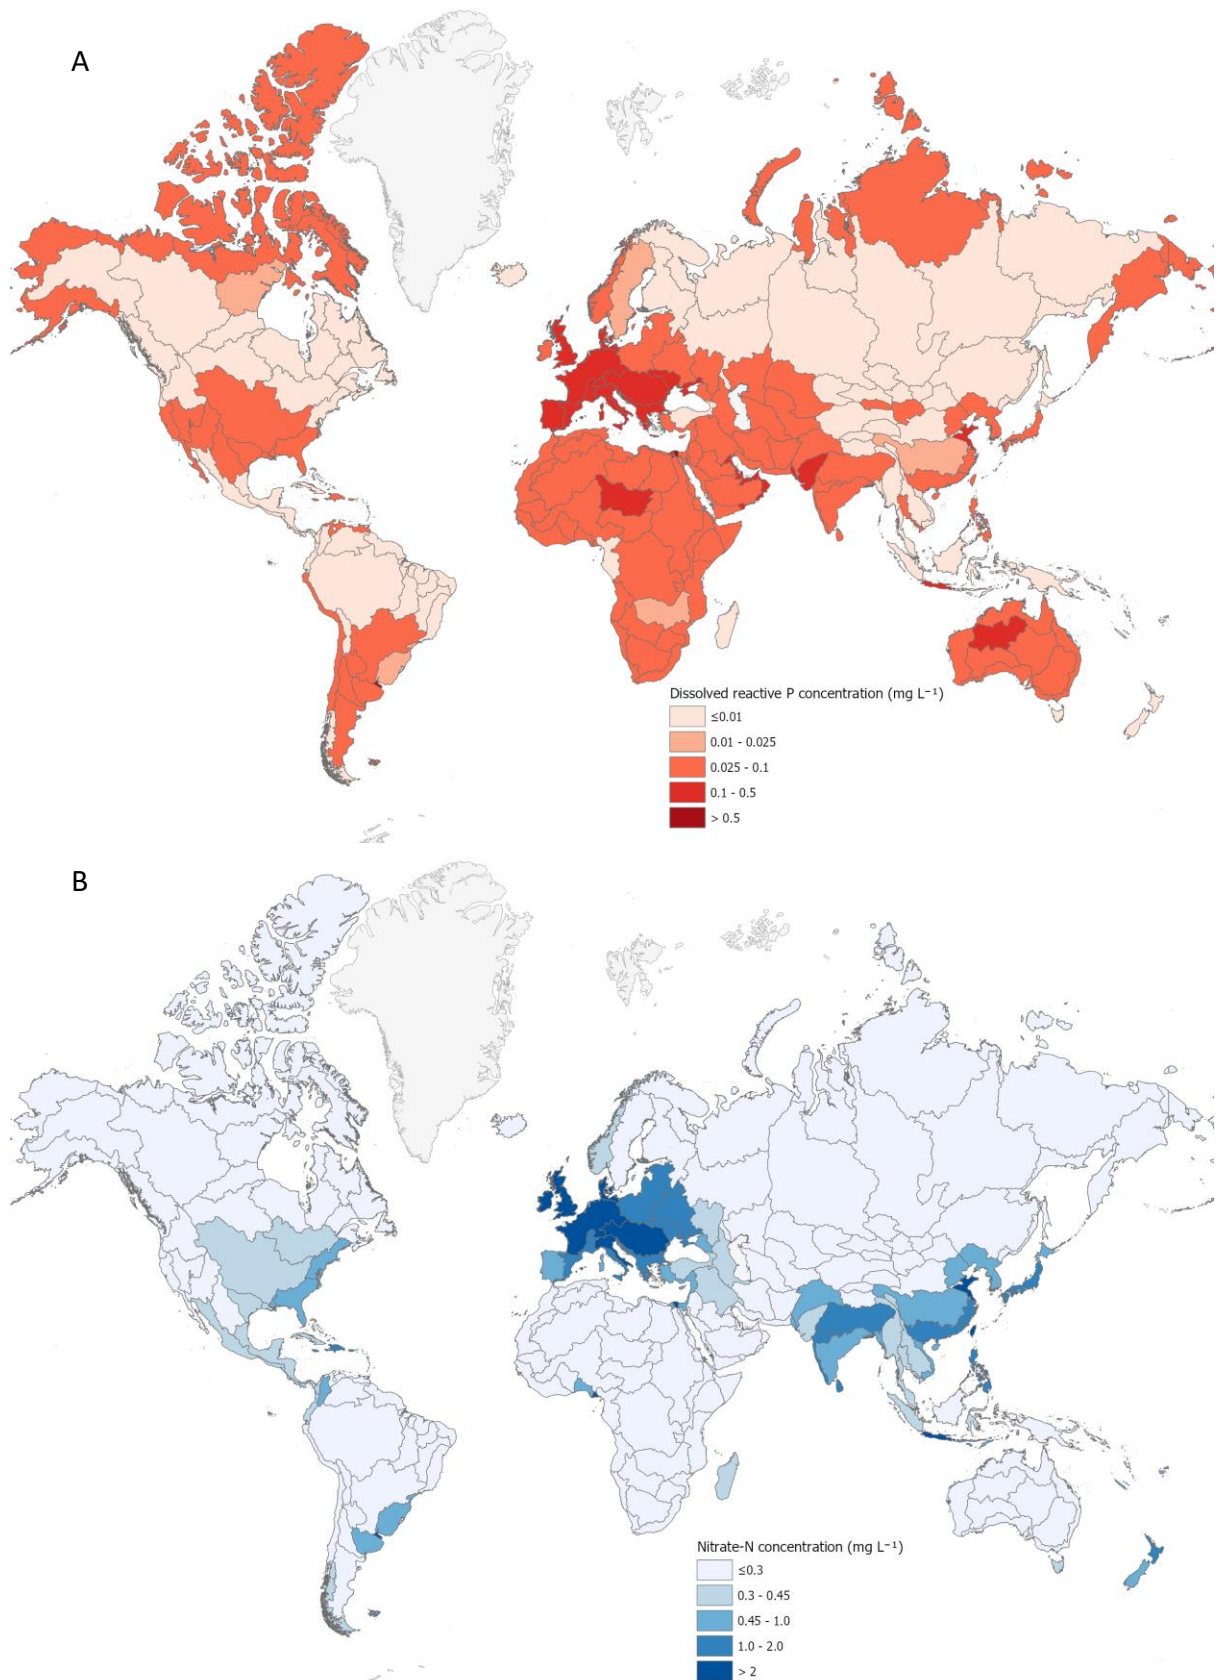 A
Dissolved reactive P concentration (mg L⁻¹)
≤0.01
0.01 - 0.025
0.025 - 0.1
0.1 - 0.5
> 0.5
B
Nitrate-N concentration (mg L⁻¹)
≤0.3
0.3 - 0.45
0.45 - 1.0
1.0 - 2.0
> 2